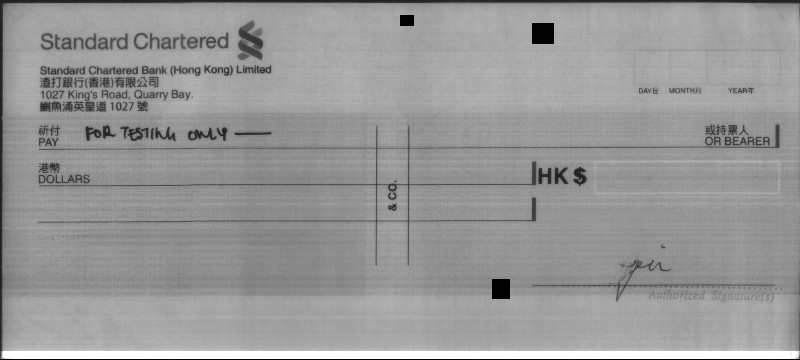 Standard Chartered
Standard Chartered Bank (Hong Kong) Limited
渣打銀行(香港)有限公司
1027 King's Road, Quarry Bay.
鰂魚涌英皇道 1027 號
DAY日 MONTH月 YEAR年
祈付
PAY FOR TESTING ONLY
或持票人
OR BEARER
港幣
DOLLARS
HK $
& CO.
Authorized Signature(s)